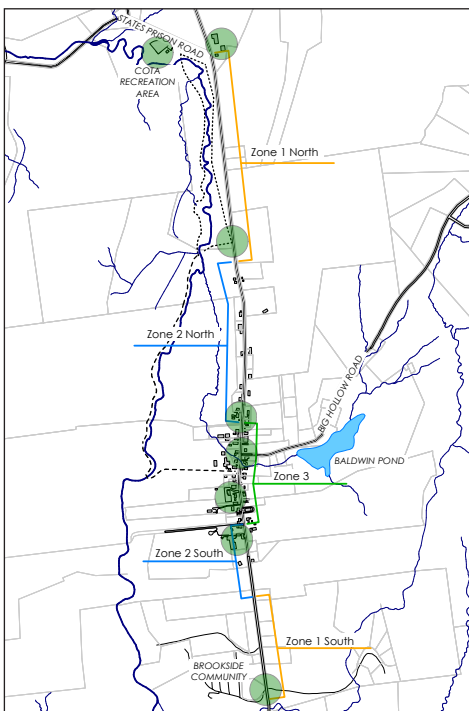 STATES PRISON ROAD
COTA
RECREATION
AREA
Zone 1 North
Zone 2 North
BIG HOLLOW ROAD
BALDWIN POND
Zone 3
Zone 2 South
Zone 1 South
BROOKSIDE
COMMUNITY